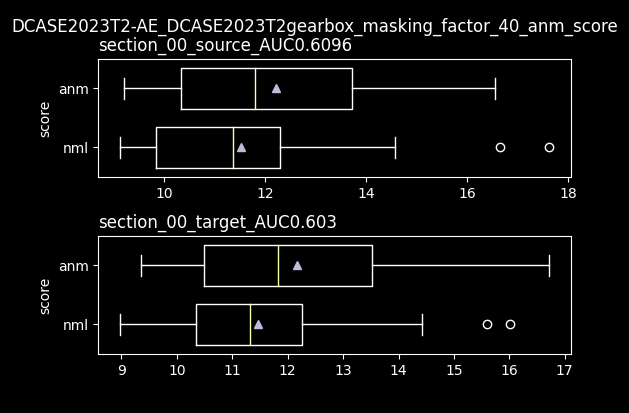 DCASE2023T2-AE_DCASE2023T2gearbox_masking_factor_40_anm_score
section_00_source_AUC0.6096
score
anm
nml
10 12 14 16 18
section_00_target_AUC0.603
score
anm
nml
9 10 11 12 13 14 15 16 17